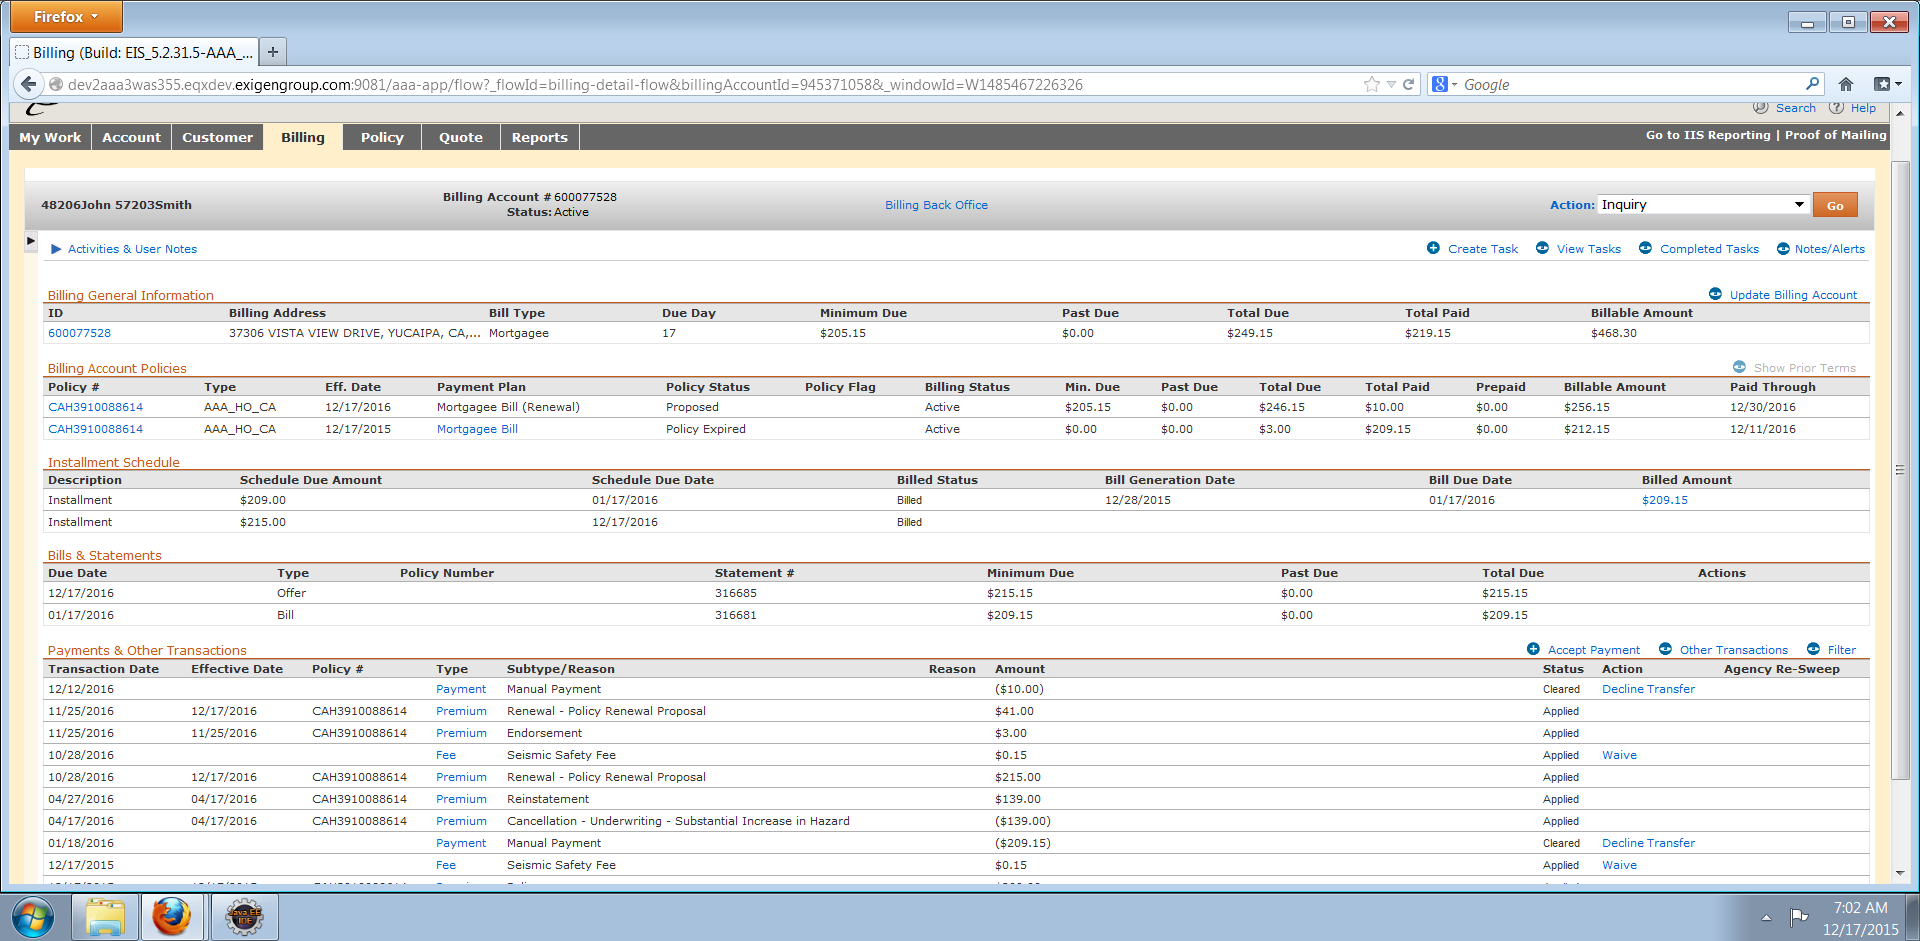 Firefox
Billing (Build: EIS_5.2.31.5-AAA_...
dev2aaa3was355.eqxdev.exigengroup.com:9081/aaa-app/flow?_flowId=billing-detail-flow&billingAccountId=945371058&_windowId=W1485467226326
Google
Search Help
My Work Account Customer Billing Policy Quote Reports Go to IIS Reporting | Proof of Mailing
48206John 57203Smith Billing Account # 600077528 Billing Back Office Action: Inquiry Go
Status: Active
Activities & User Notes Create Task View Tasks Completed Tasks Notes/Alerts
Billing General Information Update Billing Account
ID Billing Address Bill Type Due Day Minimum Due Past Due Total Due Total Paid Billable Amount
600077528 37306 VISTA VIEW DRIVE, YUCAIPA, CA,... Mortgagee 17 $205.15 $0.00 $249.15 $219.15 $468.30
Billing Account Policies Show Prior Terms
Policy # Type Eff. Date Payment Plan Policy Status Policy Flag Billing Status Min. Due Past Due Total Due Total Paid Prepaid Billable Amount Paid Through
CAH3910088614 AAA_HO_CA 12/17/2016 Mortgagee Bill (Renewal) Proposed Active $205.15 $0.00 $246.15 $10.00 $0.00 $256.15 12/30/2016
CAH3910088614 AAA_HO_CA 12/17/2015 Mortgagee Bill Policy Expired Active $0.00 $0.00 $3.00 $209.15 $0.00 $212.15 12/11/2016
Installment Schedule
Description Schedule Due Amount Schedule Due Date Billed Status Bill Generation Date Bill Due Date Billed Amount
Installment $209.00 01/17/2016 Billed 12/28/2015 01/17/2016 $209.15
Installment $215.00 12/17/2016 Billed
Bills & Statements
Due Date Type Policy Number Statement # Minimum Due Past Due Total Due Actions
12/17/2016 Offer 316685 $215.15 $0.00 $215.15
01/17/2016 Bill 316681 $209.15 $0.00 $209.15
Payments & Other Transactions Accept Payment Other Transactions Filter
Transaction Date Effective Date Policy # Type Subtype/Reason Reason Amount Status Action Agency Re-Sweep
12/12/2016 Payment Manual Payment ($10.00) Cleared Decline Transfer
11/25/2016 12/17/2016 CAH3910088614 Premium Renewal - Policy Renewal Proposal $41.00 Applied
11/25/2016 11/25/2016 CAH3910088614 Premium Endorsement $3.00 Applied
10/28/2016 Fee Seismic Safety Fee $0.15 Applied Waive
10/28/2016 12/17/2016 CAH3910088614 Premium Renewal - Policy Renewal Proposal $215.00 Applied
04/27/2016 04/17/2016 CAH3910088614 Premium Reinstatement $139.00 Applied
04/17/2016 04/17/2016 CAH3910088614 Premium Cancellation - Underwriting - Substantial Increase in Hazard ($139.00) Applied
01/18/2016 Payment Manual Payment ($209.15) Cleared Decline Transfer
12/17/2015 Fee Seismic Safety Fee $0.15 Applied Waive
Java EE
IDE
7:02 AM
12/17/2015